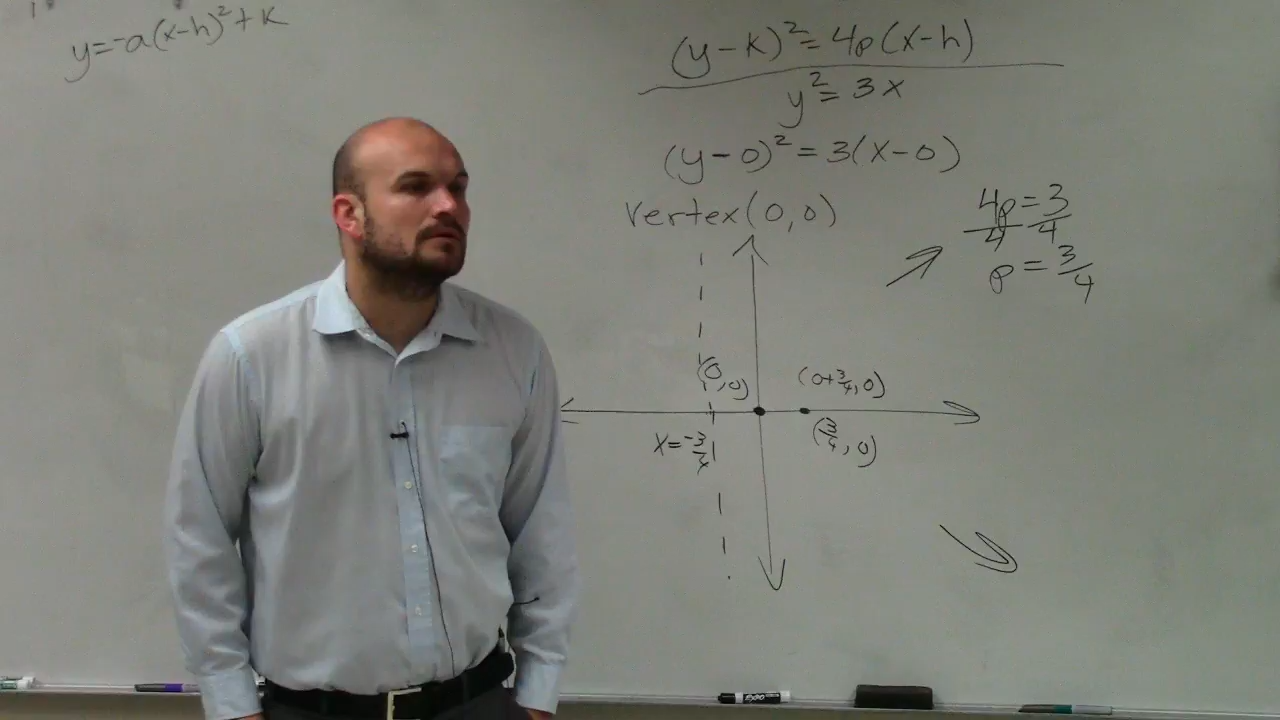 y=-a(x-h)²+k
(y-k)²=4p(x-h)
y²=3x
(y-0)²=3(x-0)
Vertex(0,0)
4p=3
4 4
p=3/4
(0,0)
(0+3/4,0)
x=-3/4
(3/4,0)
EXPO